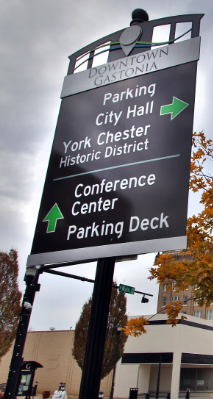 DOWNTOWN
GASTONIA
Parking
City Hall
York Chester
Historic District
Conference
Center
Parking Deck